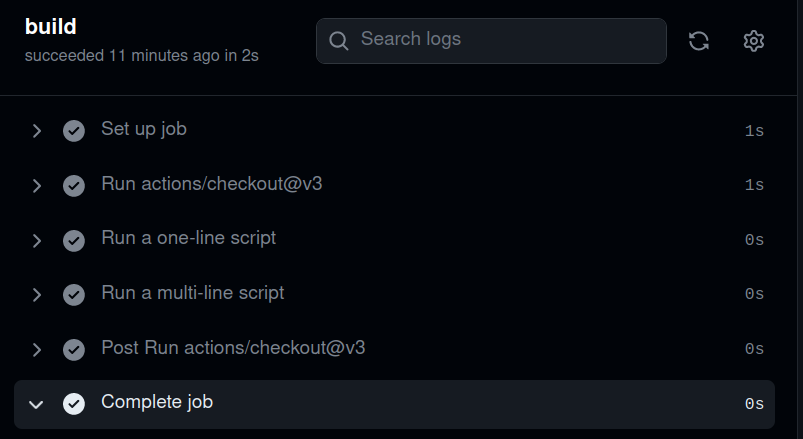 build
succeeded 11 minutes ago in 2s
Search logs
Set up job 1s
Run actions/checkout@v3 1s
Run a one-line script 0s
Run a multi-line script 0s
Post Run actions/checkout@v3 0s
Complete job 0s